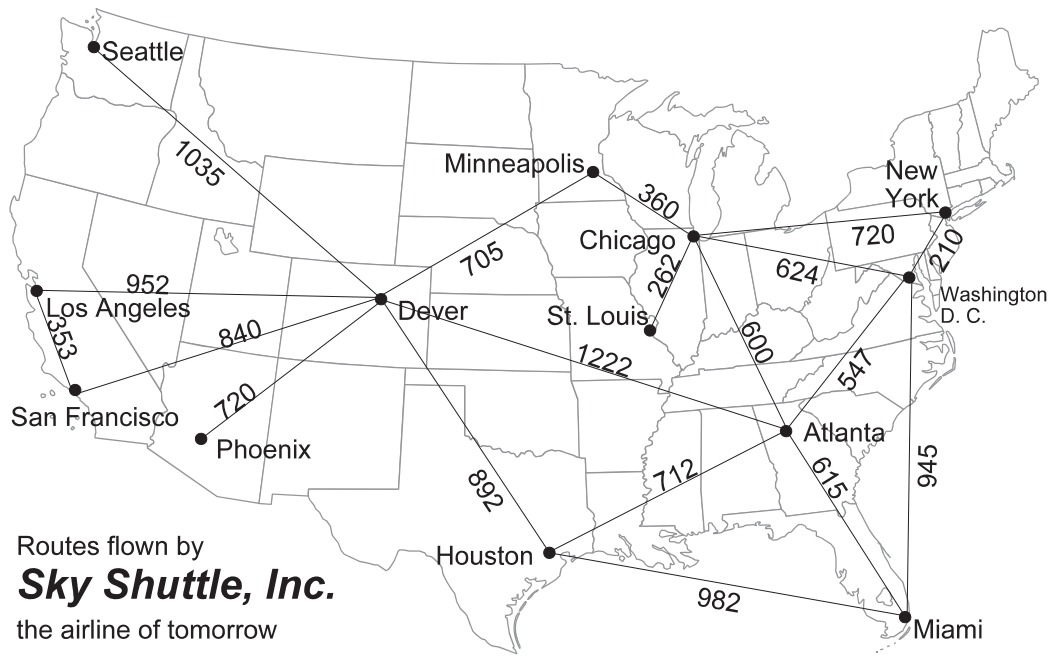 Seattle
1035
Minneapolis
360
New
York
Chicago
720
210
705
262
624
952
Los Angeles
Dever
Washington
D. C.
St. Louis
353
840
600
1222
547
720
San Francisco
Phoenix
Atlanta
712
615
945
892
Houston
982
Miami
Routes flown by
Sky Shuttle, Inc.
the airline of tomorrow